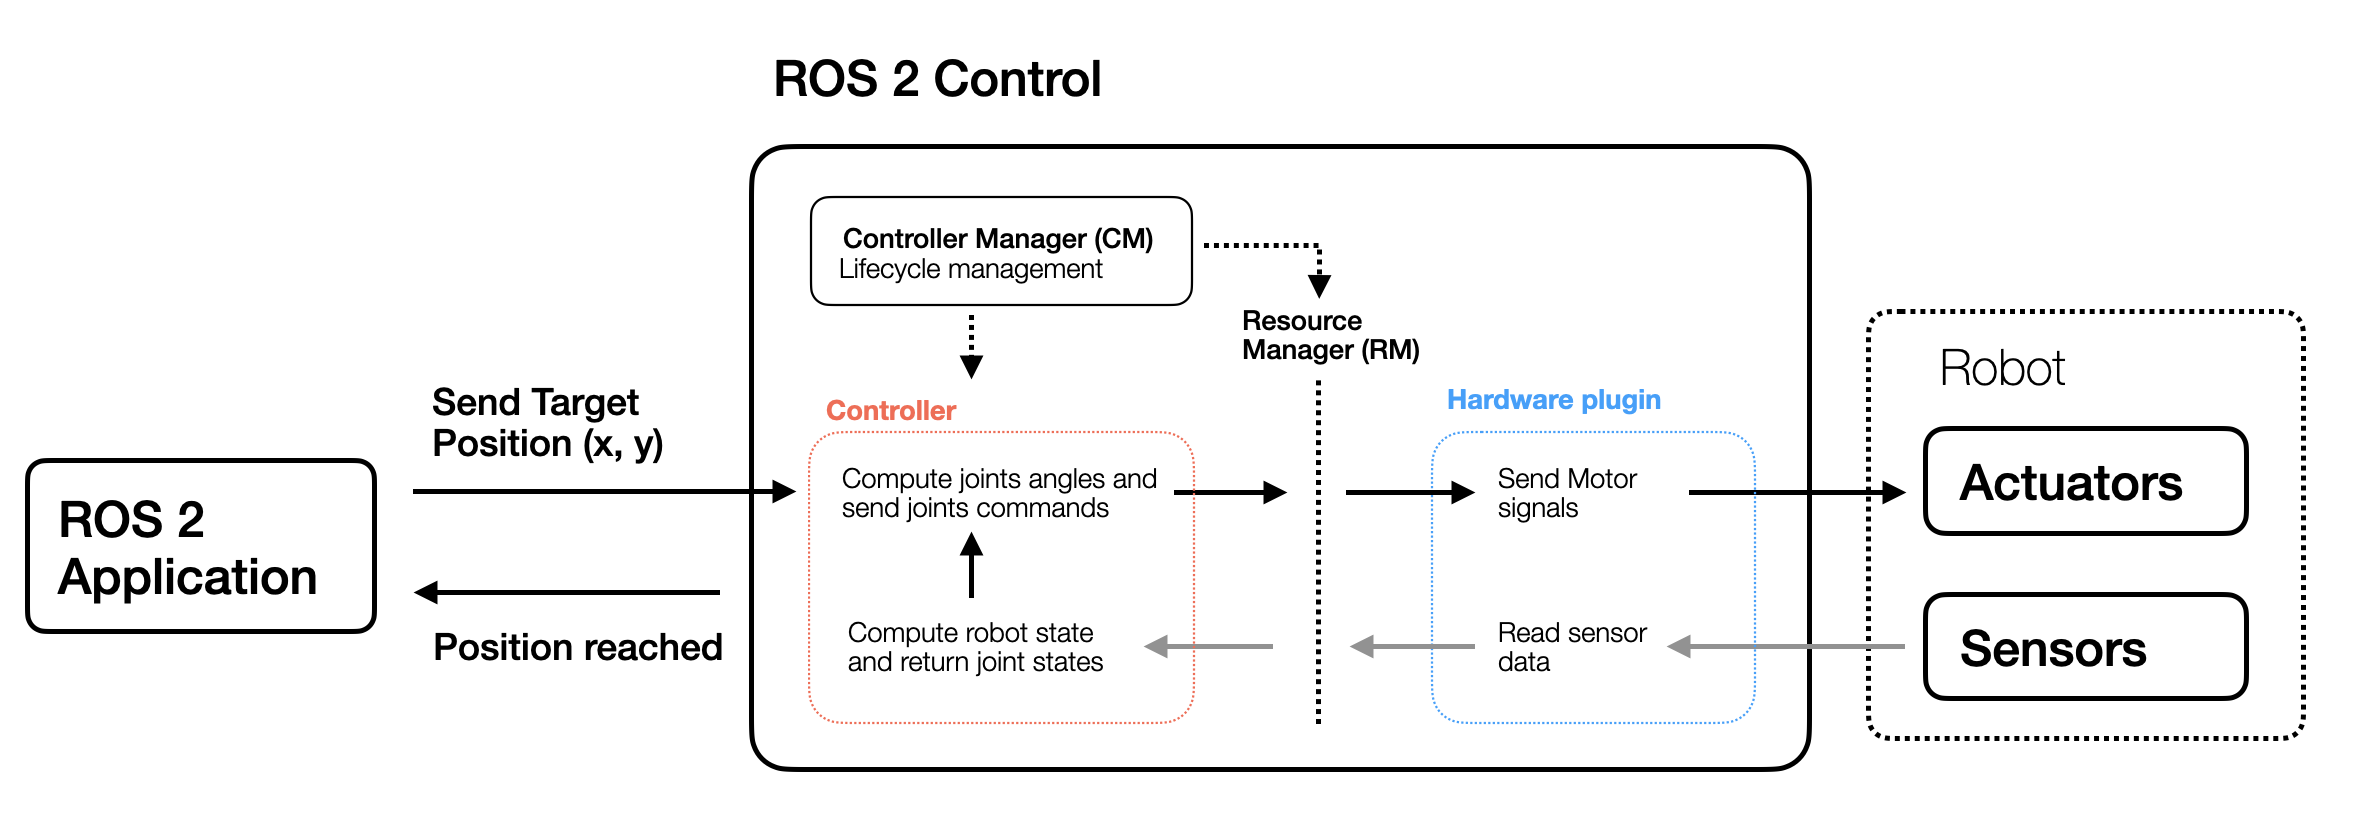 ROS 2 Control
Controller Manager (CM)
Lifecycle management
Resource
Manager (RM)
Send Target
Position (x, y)
ROS 2
Application
Position reached
Controller
Compute joints angles and
send joints commands
Compute robot state
and return joint states
Hardware plugin
Send Motor
signals
Read sensor
data
Robot
Actuators
Sensors